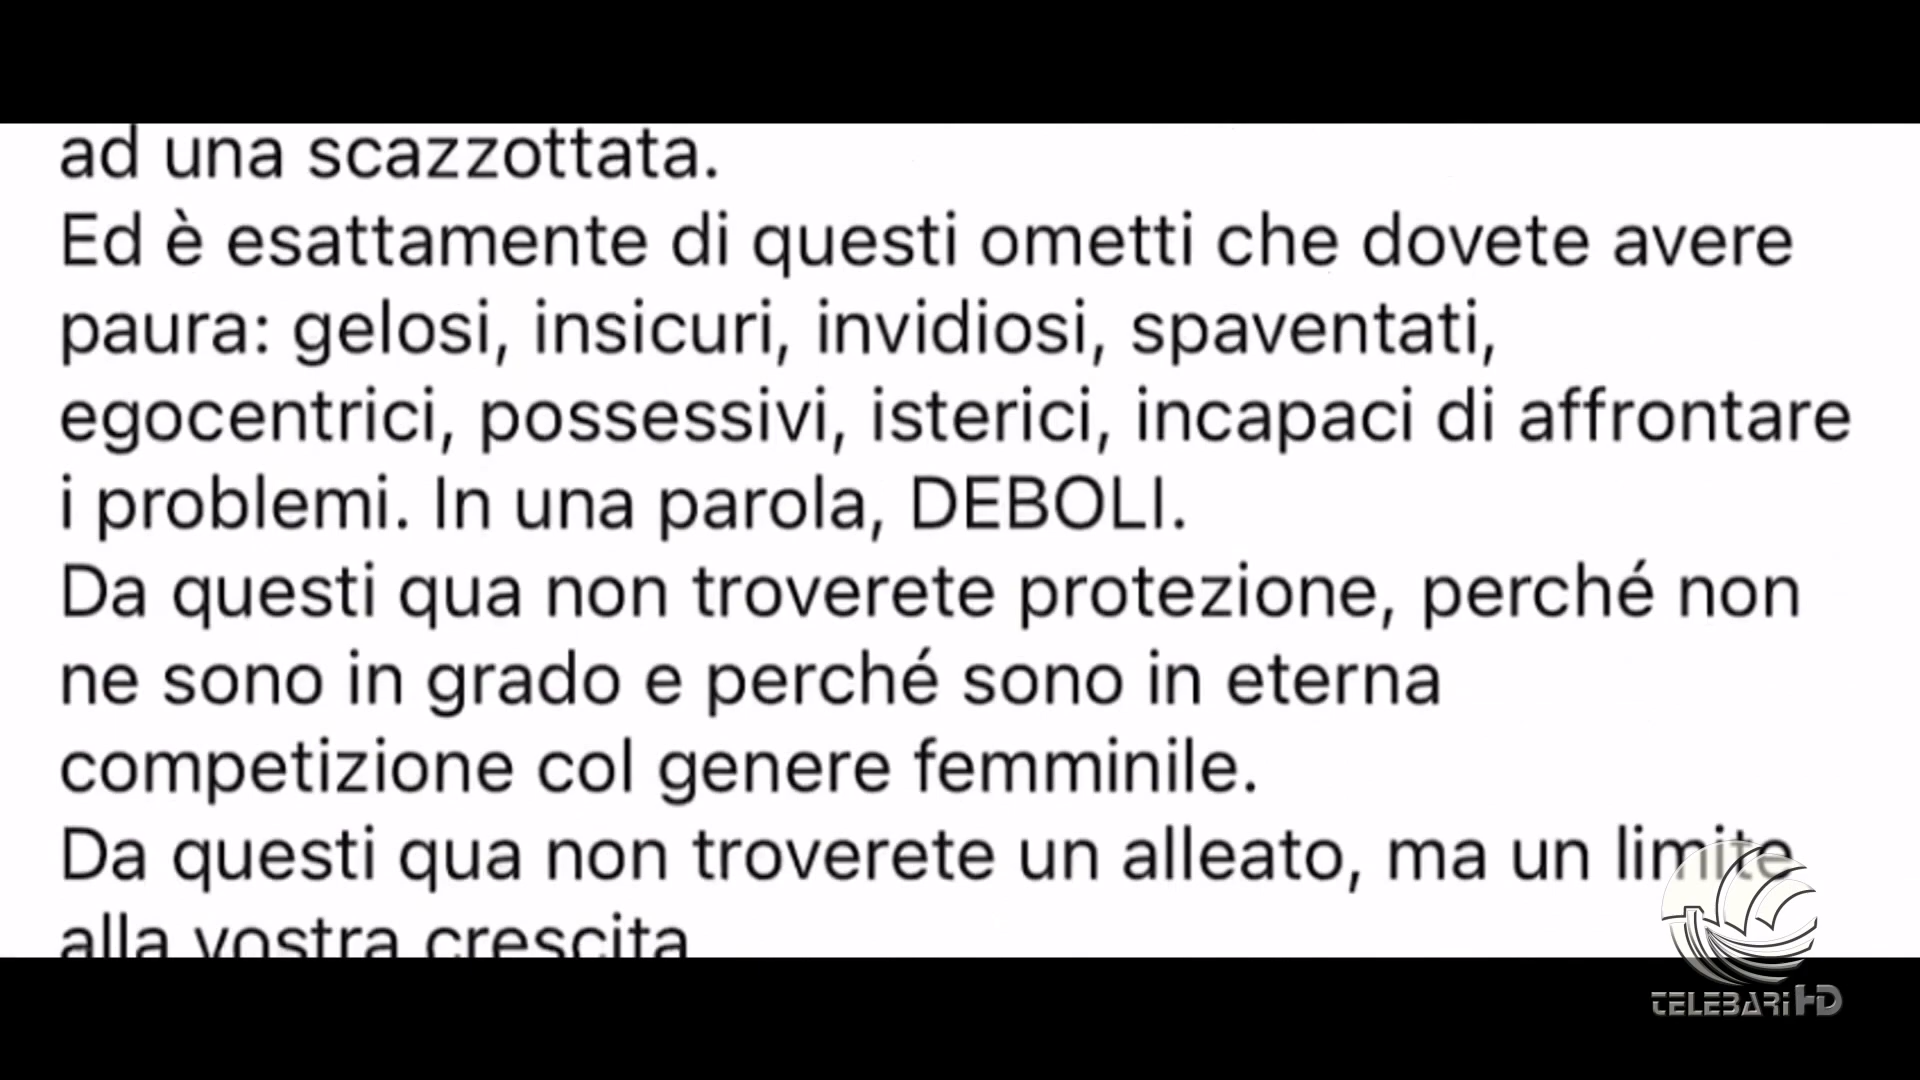 ad una scazzottata.
Ed è esattamente di questi ometti che dovete avere
paura: gelosi, insicuri, invidiosi, spaventati,
egocentrici, possessivi, isterici, incapaci di affrontare
i problemi. In una parola, DEBOLI.
Da questi qua non troverete protezione, perché non
ne sono in grado e perché sono in eterna
competizione col genere femminile.
Da questi qua non troverete un alleato, ma un limite
alla vostra crescita
TELEBARI HD